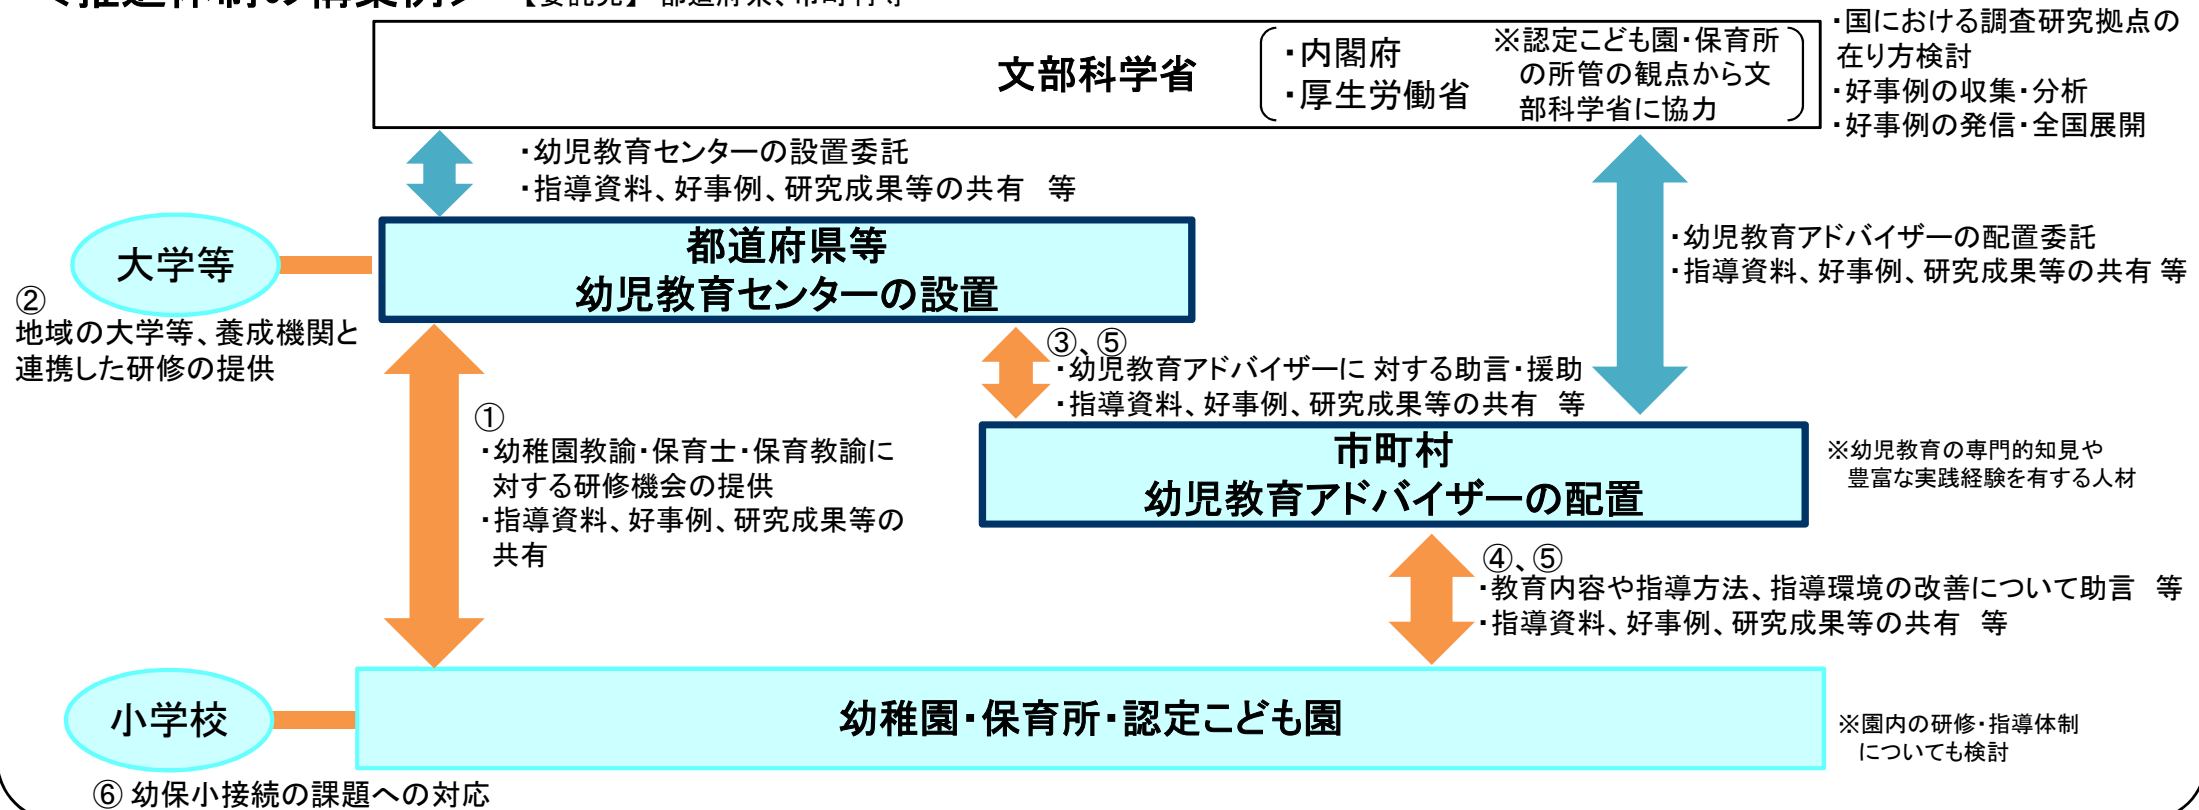 ・国における調査研究拠点の
在り方検討
・好事例の収集・分析
・好事例の発信・全国展開
文部科学省
・内閣府
・厚生労働省
※認定こども園・保育所
の所管の観点から文
部科学省に協力
・幼児教育センターの設置委託
・指導資料、好事例、研究成果等の共有　等
大学等
都道府県等
幼児教育センターの設置
・幼児教育アドバイザーの配置委託
・指導資料、好事例、研究成果等の共有 等
②
地域の大学等、養成機関と
連携した研修の提供
③、⑤
・幼児教育アドバイザーに 対する助言・援助
・指導資料、好事例、研究成果等の共有　等
①
・幼稚園教諭・保育士・保育教諭に
対する研修機会の提供
・指導資料、好事例、研究成果等の
共有
市町村
幼児教育アドバイザーの配置
※幼児教育の専門的知見や
豊富な実践経験を有する人材
④、⑤
・教育内容や指導方法、指導環境の改善について助言　等
・指導資料、好事例、研究成果等の共有　等
小学校
幼稚園・保育所・認定こども園
※園内の研修・指導体制
についても検討
⑥ 幼保小接続の課題への対応